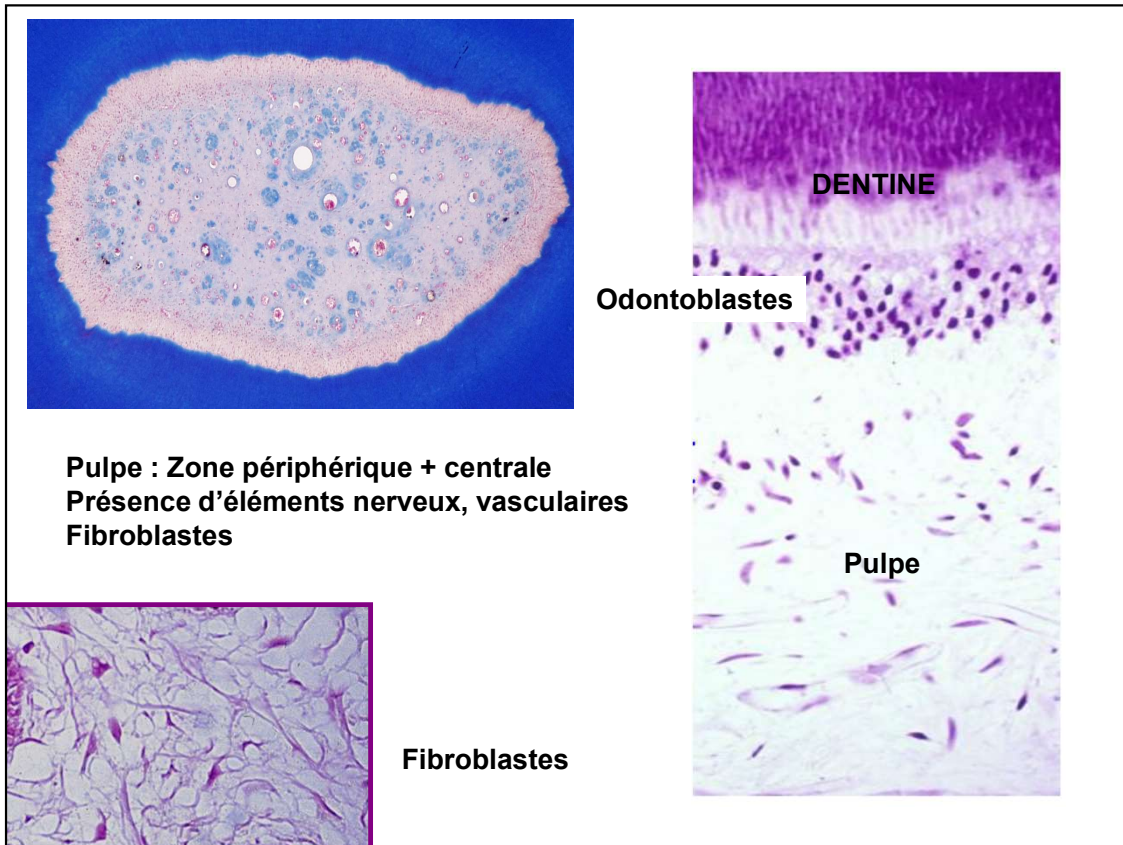 DENTINE
Odontoblastes
Pulpe : Zone périphérique + centrale
Présence d'éléments nerveux, vasculaires
Fibroblastes
Pulpe
Fibroblastes